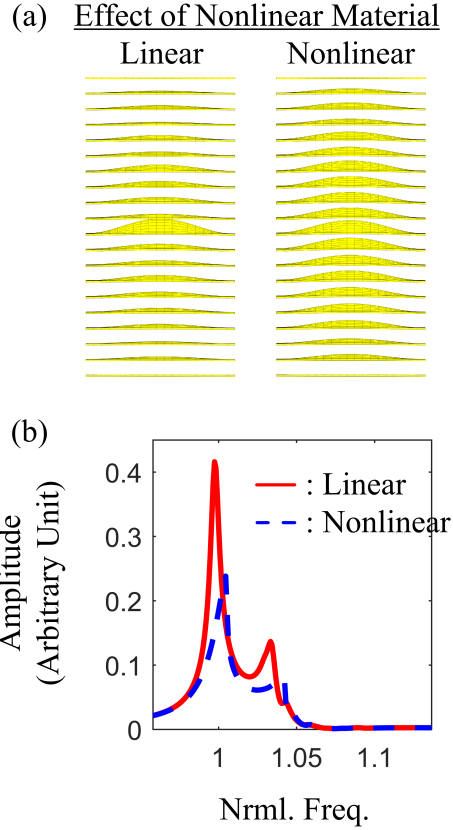 (a) Effect of Nonlinear Material
Linear Nonlinear
(b)
Amplitude
(Arbitrary Unit)
0.4
0.3
0.2
0.1
0
: Linear
: Nonlinear
1 1.05 1.1
Nrml. Freq.